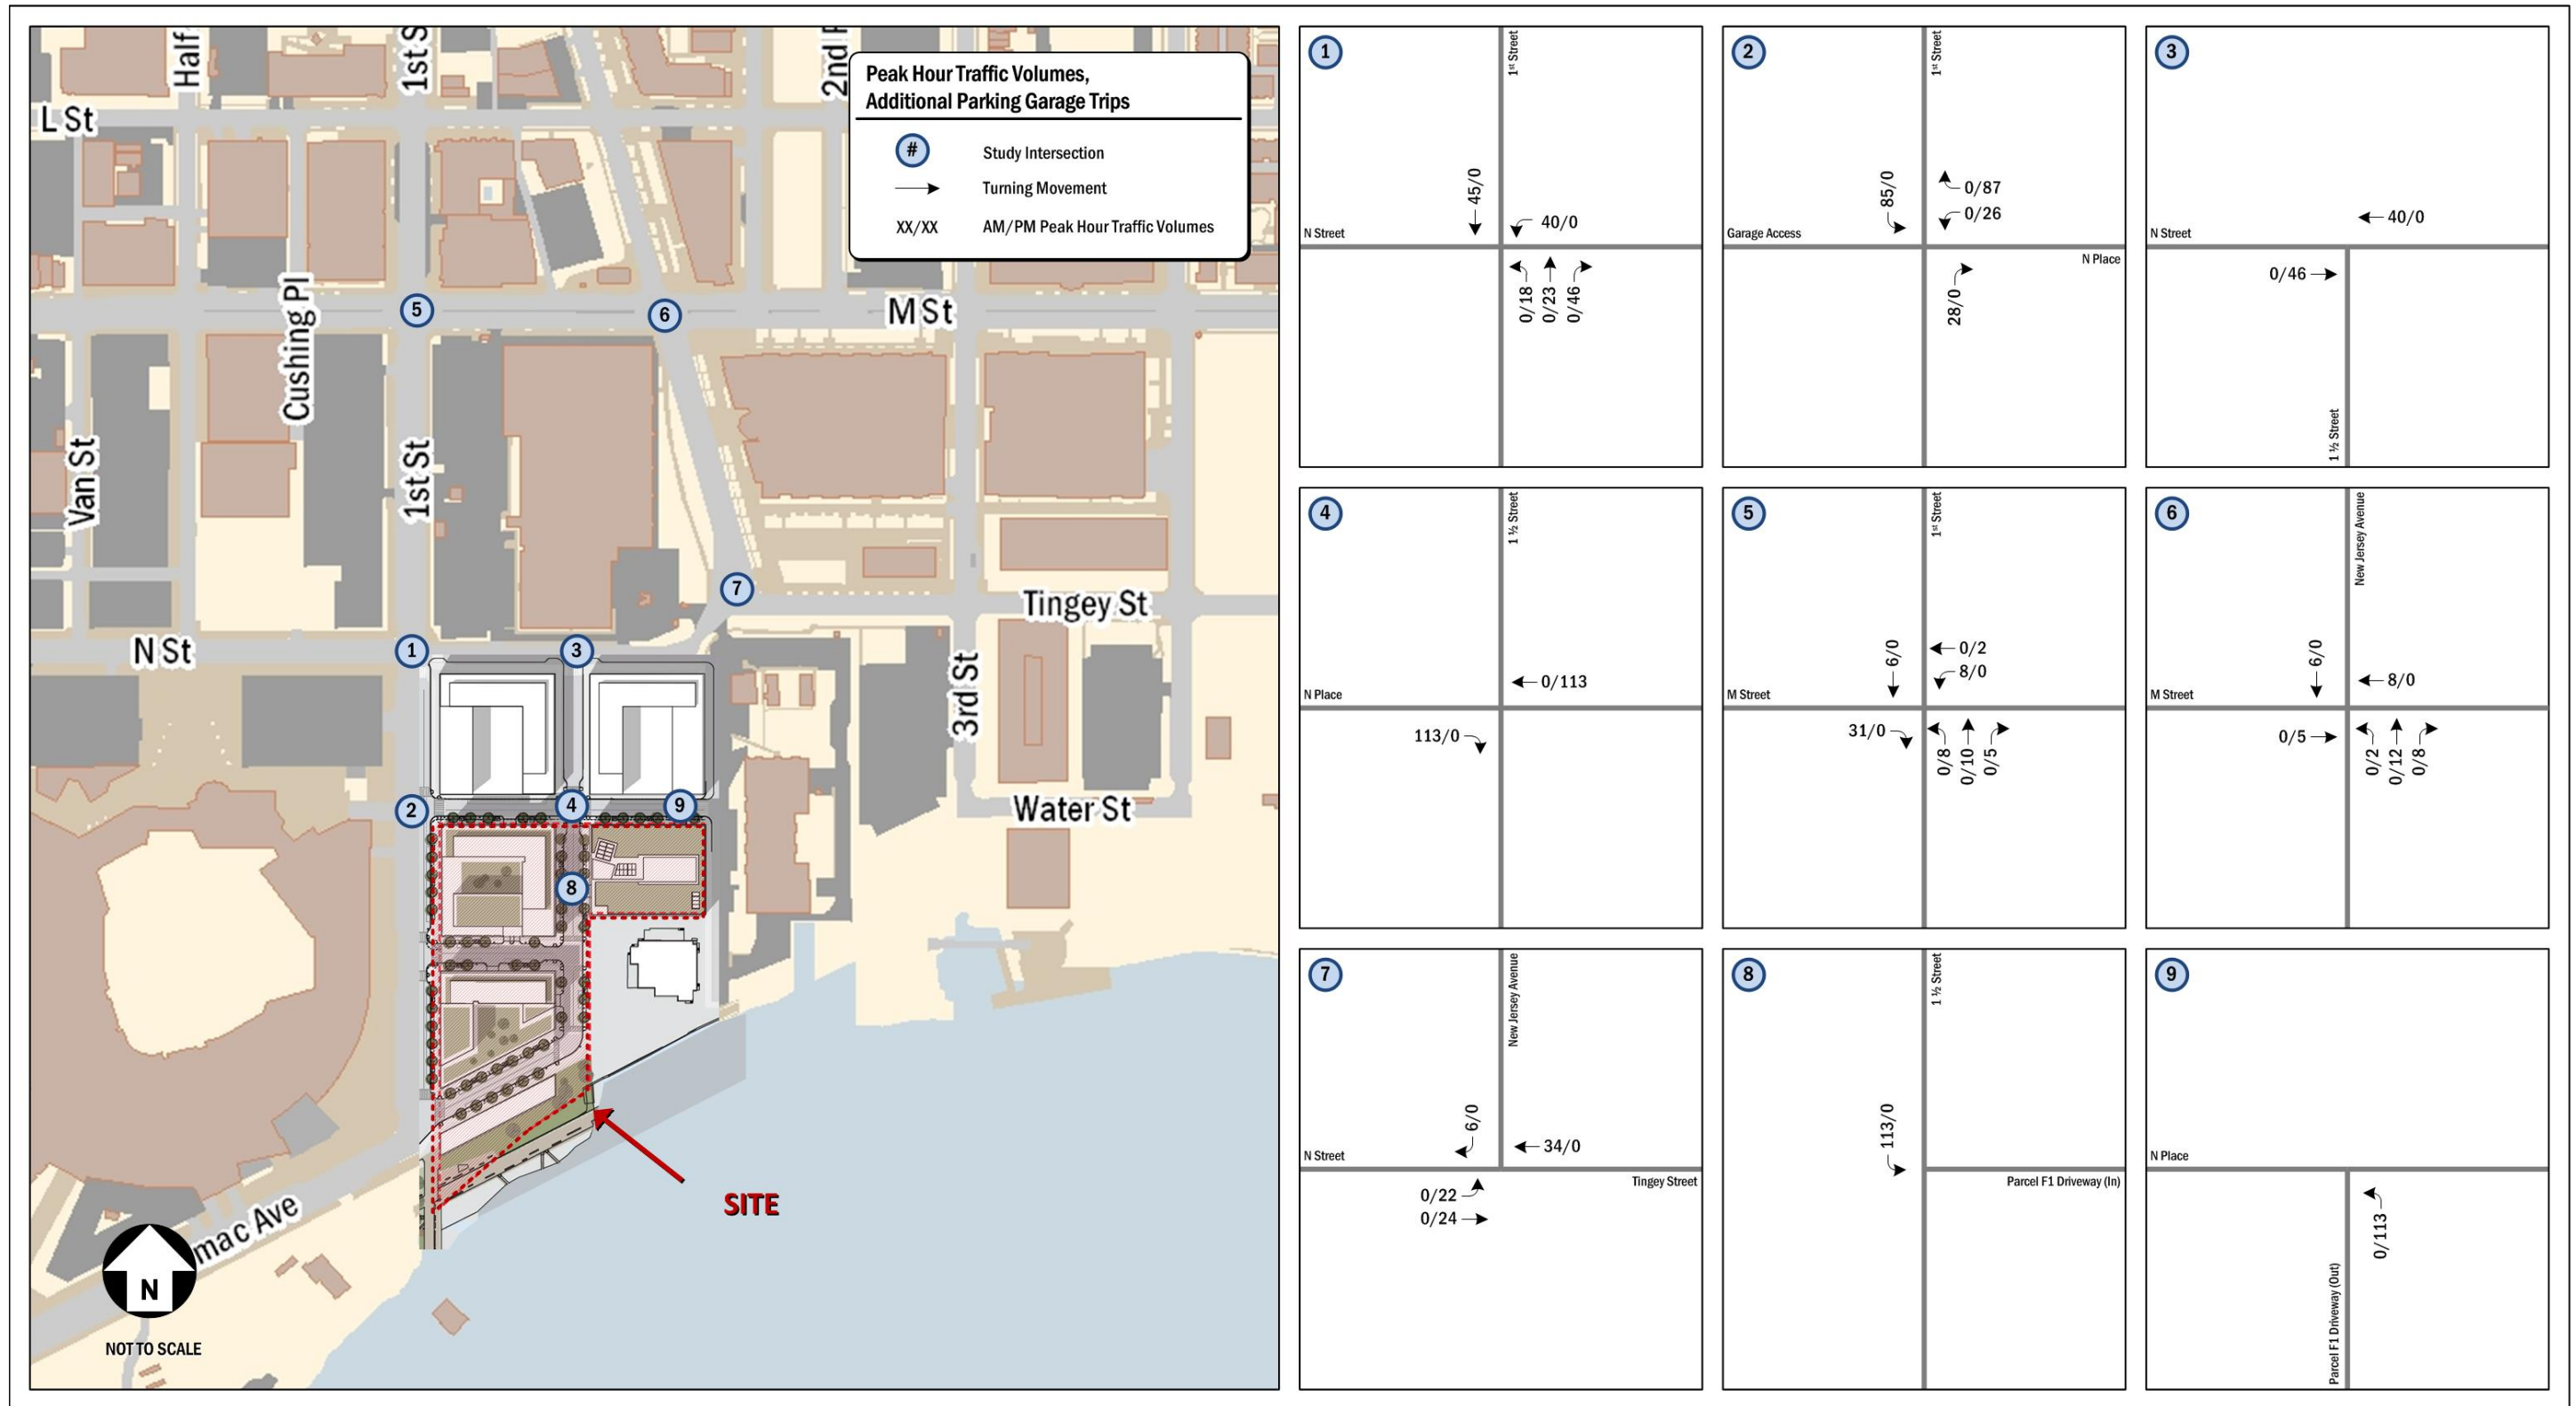 Half
1st S
2nd F
L St
Cushing Pl
M St
5
6
Van St
1st St
7
Tingey St
N St
1
3
3rd St
2
4
9
Water St
8
SITE
mac Ave
N
NOT TO SCALE
Peak Hour Traffic Volumes,
Additional Parking Garage Trips
# Study Intersection
Turning Movement
XX/XX AM/PM Peak Hour Traffic Volumes
1
1st Street
N Street
45/0
40/0
0/18
0/23
0/46
2
1st Street
Garage Access
N Place
85/0
0/87
0/26
28/0
3
N Street
40/0
0/46
1 ½ Street
4
1 ½ Street
N Place
0/113
113/0
5
1st Street
M Street
6/0
0/2
8/0
31/0
0/8
0/10
0/5
6
New Jersey Avenue
M Street
6/0
8/0
0/5
0/2
0/12
0/8
7
New Jersey Avenue
N Street
6/0
34/0
Tingey Street
0/22
0/24
8
1 ½ Street
113/0
Parcel F1 Driveway (In)
9
N Place
0/113
Parcel F1 Driveway (Out)